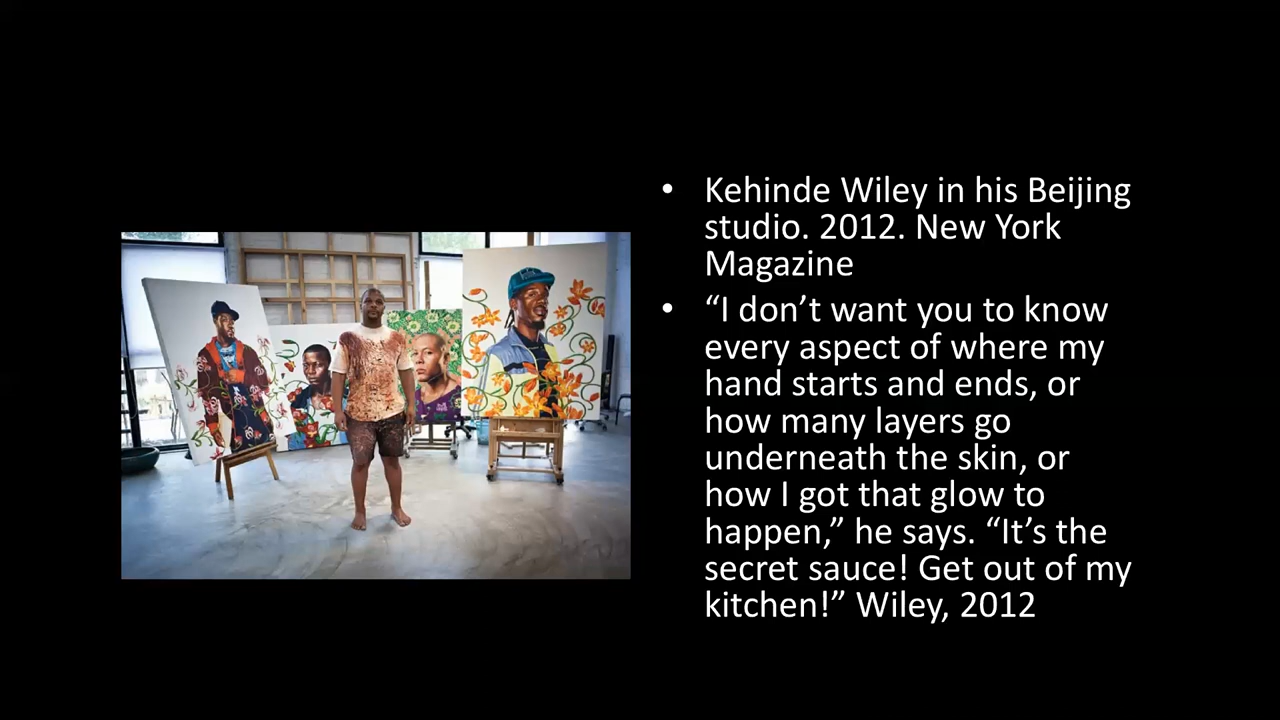 • Kehinde Wiley in his Beijing
studio. 2012. New York
Magazine
• “I don’t want you to know
every aspect of where my
hand starts and ends, or
how many layers go
underneath the skin, or
how I got that glow to
happen,” he says. “It’s the
secret sauce! Get out of my
kitchen!” Wiley, 2012